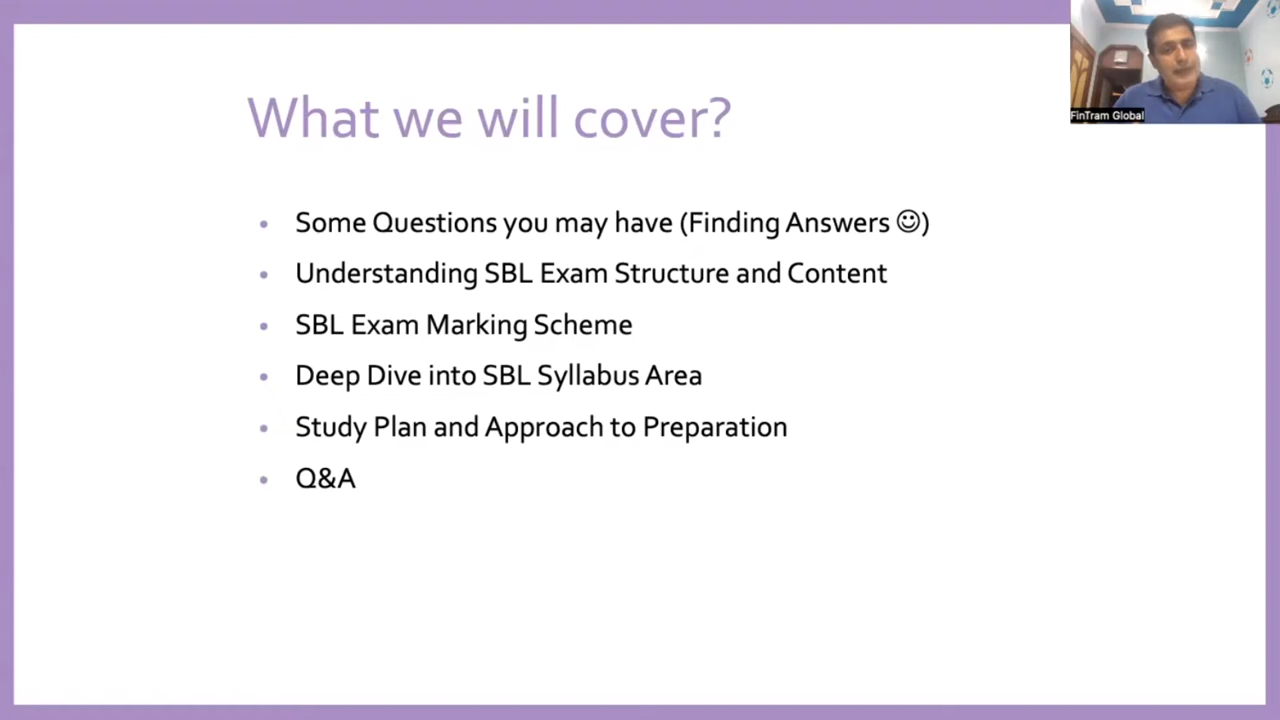 What we will cover?
FinTram Global
• Some Questions you may have (Finding Answers ☺)
• Understanding SBL Exam Structure and Content
• SBL Exam Marking Scheme
• Deep Dive into SBL Syllabus Area
• Study Plan and Approach to Preparation
• Q&A